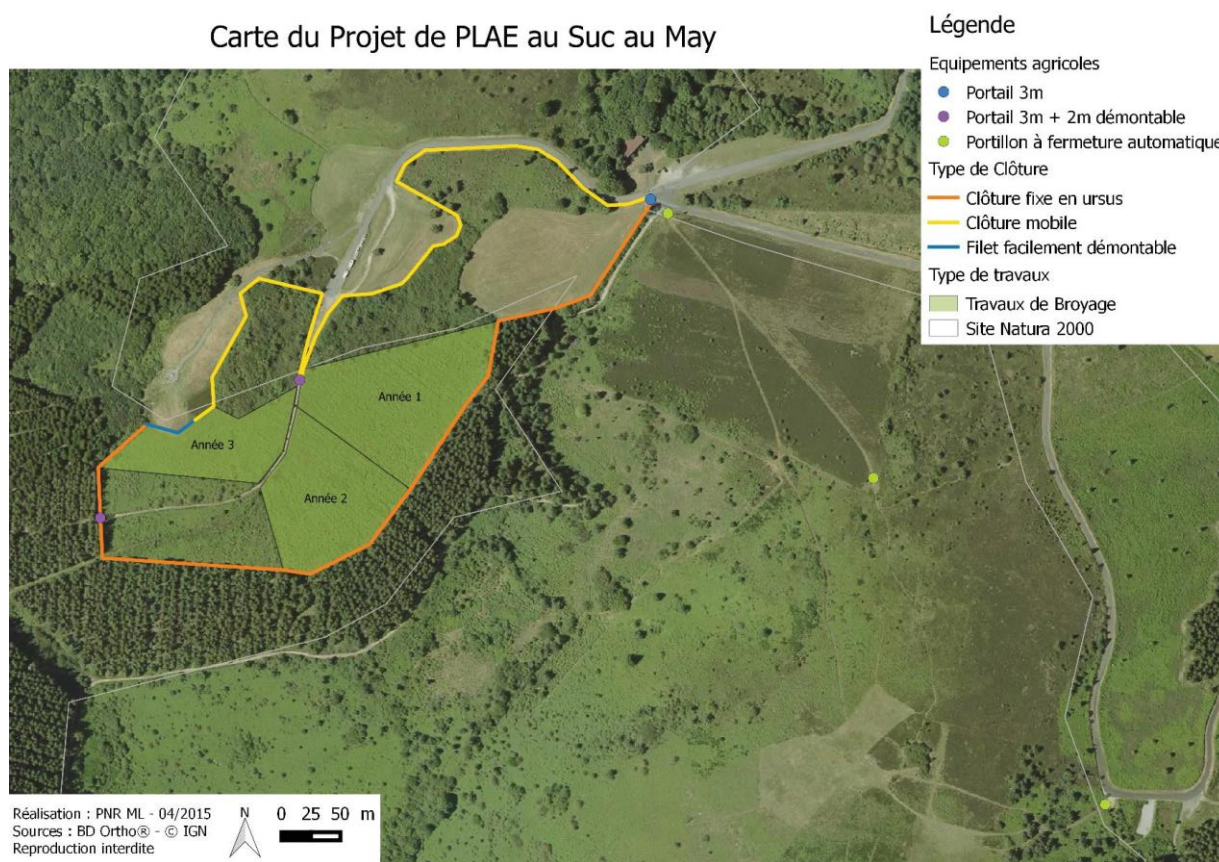 Carte du Projet de PLAE au Suc au May
Légende
Equipements agricoles
Portail 3m
Portail 3m + 2m démontable
Portillon à fermeture automatique
Type de Clôture
Clôture fixe en ursus
Clôture mobile
Filet facilement démontable
Type de travaux
Travaux de Broyage
Site Natura 2000
Année 1
Année 3
Année 2
Réalisation : PNR ML - 04/2015
Sources : BD Ortho® - © IGN
Reproduction interdite
N
0 25 50 m